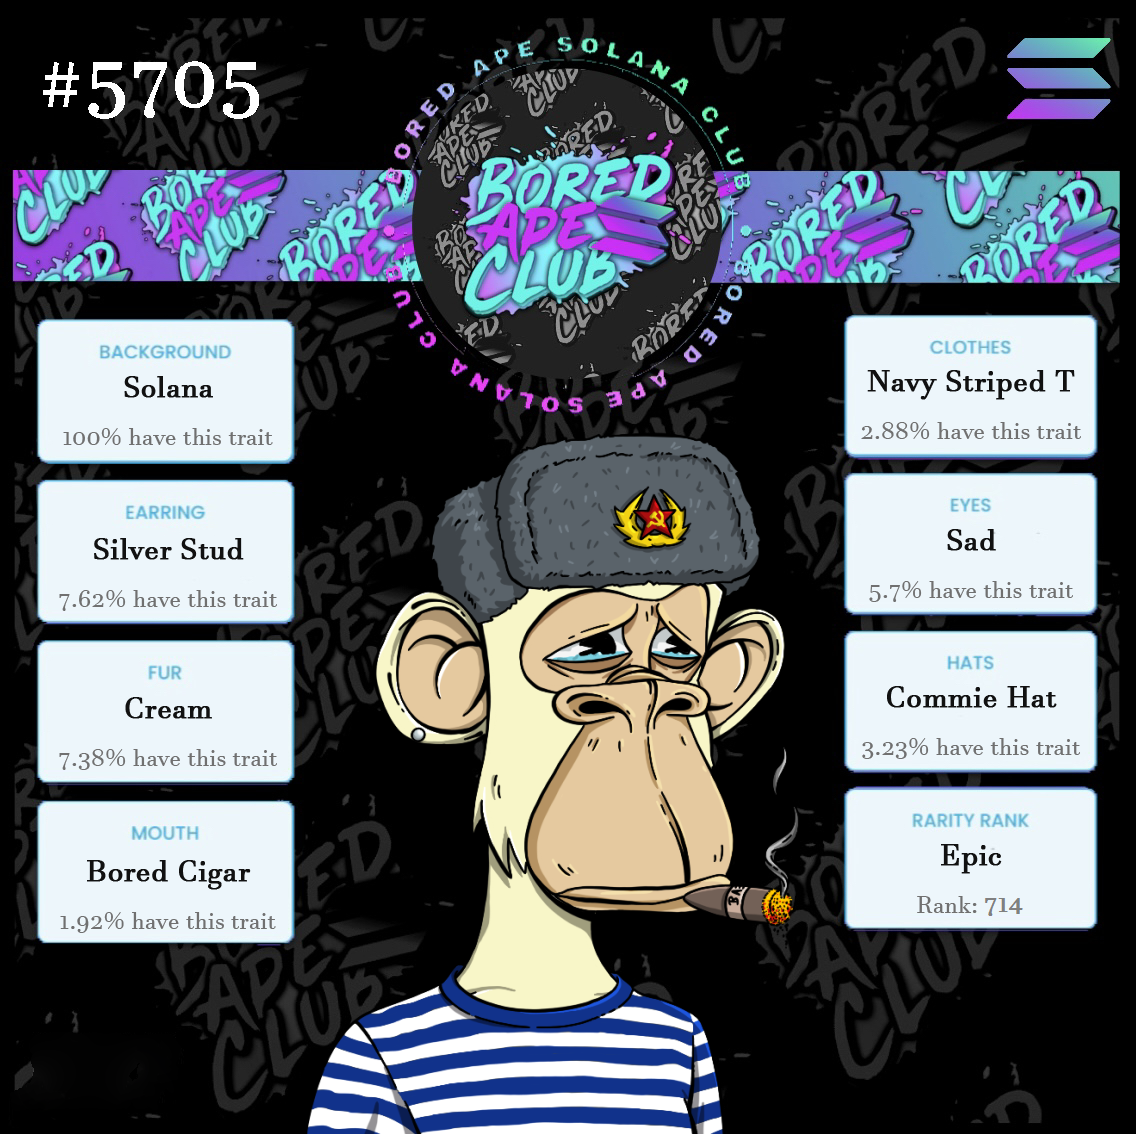 #5705
BORED APE SOLANA CLUB
BORED APE SOLANA CLUB
BORED
APE
CLUB
BACKGROUND
Solana
100% have this trait
EARRING
Silver Stud
7.62% have this trait
FUR
Cream
7.38% have this trait
MOUTH
Bored Cigar
1.92% have this trait
CLOTHES
Navy Striped T
2.88% have this trait
EYES
Sad
5.7% have this trait
HATS
Commie Hat
3.23% have this trait
RARITY RANK
Epic
Rank: 714